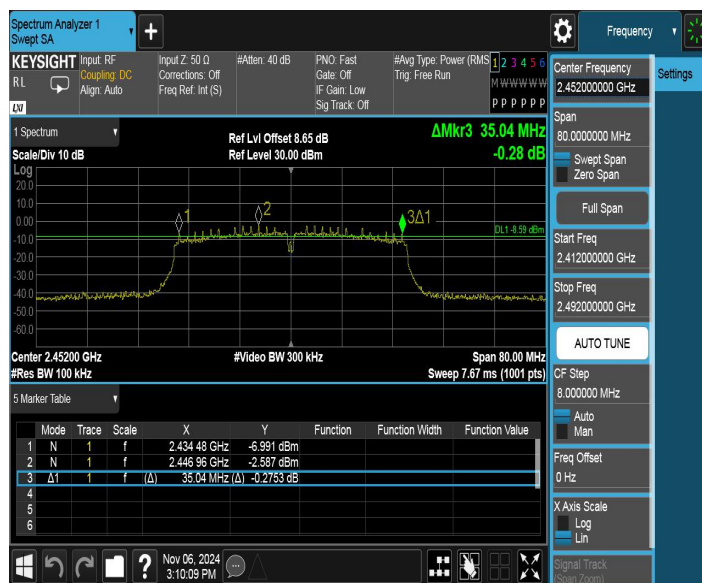 Spectrum Analyzer 1
Swept SA
+
Frequency
KEYSIGHT
RL
LXI
Input: RF
Coupling: DC
Align: Auto
Input Z: 50 Ω
Corrections: Off
Freq Ref: Int (S)
#Atten: 40 dB
PNO: Fast
Gate: Off
IF Gain: Low
Sig Track: Off
#Avg Type: Power (RMS
Trig: Free Run
1 2 3 4 5 6
M W W W W W
P P P P P P
1 Spectrum
Scale/Div 10 dB
Ref Lvl Offset 8.65 dB
Ref Level 30.00 dBm
ΔMkr3 35.04 MHz
-0.28 dB
Log
20.0
10.0
0.00
-10.0
-20.0
-30.0
-40.0
-50.0
-60.0
1
2
3Δ1
DL1 -8.59 dBm
Center 2.45200 GHz
#Res BW 100 kHz
#Video BW 300 kHz
Span 80.00 MHz
Sweep 7.67 ms (1001 pts)
5 Marker Table
Mode Trace Scale X Y Function Function Width Function Value
1 N 1 f 2.434 48 GHz -6.991 dBm
2 N 1 f 2.446 96 GHz -2.587 dBm
3 Δ1 1 f (Δ) 35.04 MHz (Δ) -0.2753 dB
4
5
6
Nov 06, 2024
3:10:09 PM
Center Frequency
2.452000000 GHz
Settings
Span
80.0000000 MHz
Swept Span
Zero Span
Full Span
Start Freq
2.412000000 GHz
Stop Freq
2.492000000 GHz
AUTO TUNE
CF Step
8.000000 MHz
Auto
Man
Freq Offset
0 Hz
X Axis Scale
Log
Lin
Signal Track
(Span Zoom)